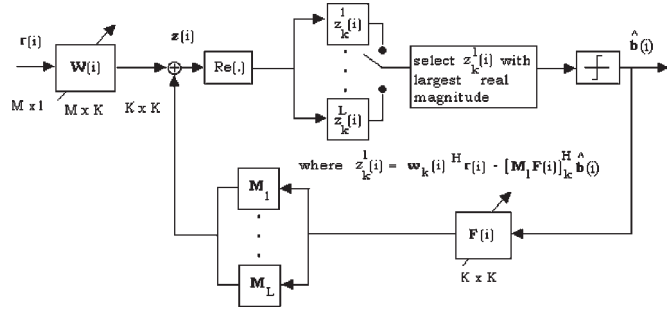 r(i)
M x 1
W(i)
M x K
z(i)
K x K
Re(.)
z_k^1(i)
z_k^L(i)
select z_k^l(i) with
largest real
magnitude
b̂(i)
where z_k^l(i) = w_k(i)^H r(i) - [M_l F(i)]_k^H b̂(i)
M_1
M_L
F(i)
K x K